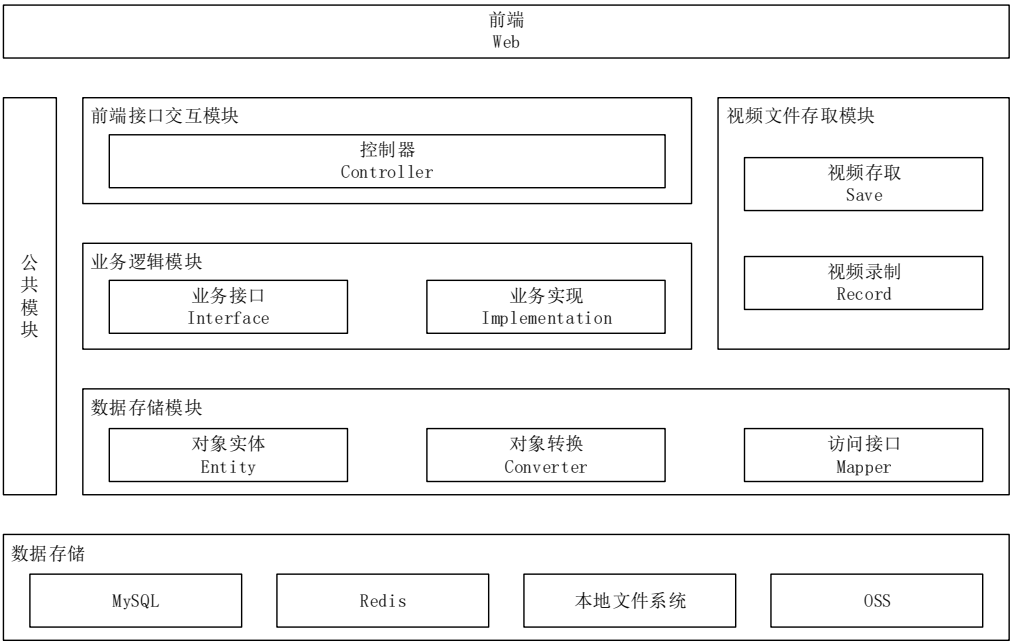 前端
Web
公
共
模
块
前端接口交互模块
控制器
Controller
业务逻辑模块
业务接口
Interface
业务实现
Implementation
视频文件存取模块
视频存取
Save
视频录制
Record
数据存储模块
对象实体
Entity
对象转换
Converter
访问接口
Mapper
数据存储
MySQL
Redis
本地文件系统
OSS